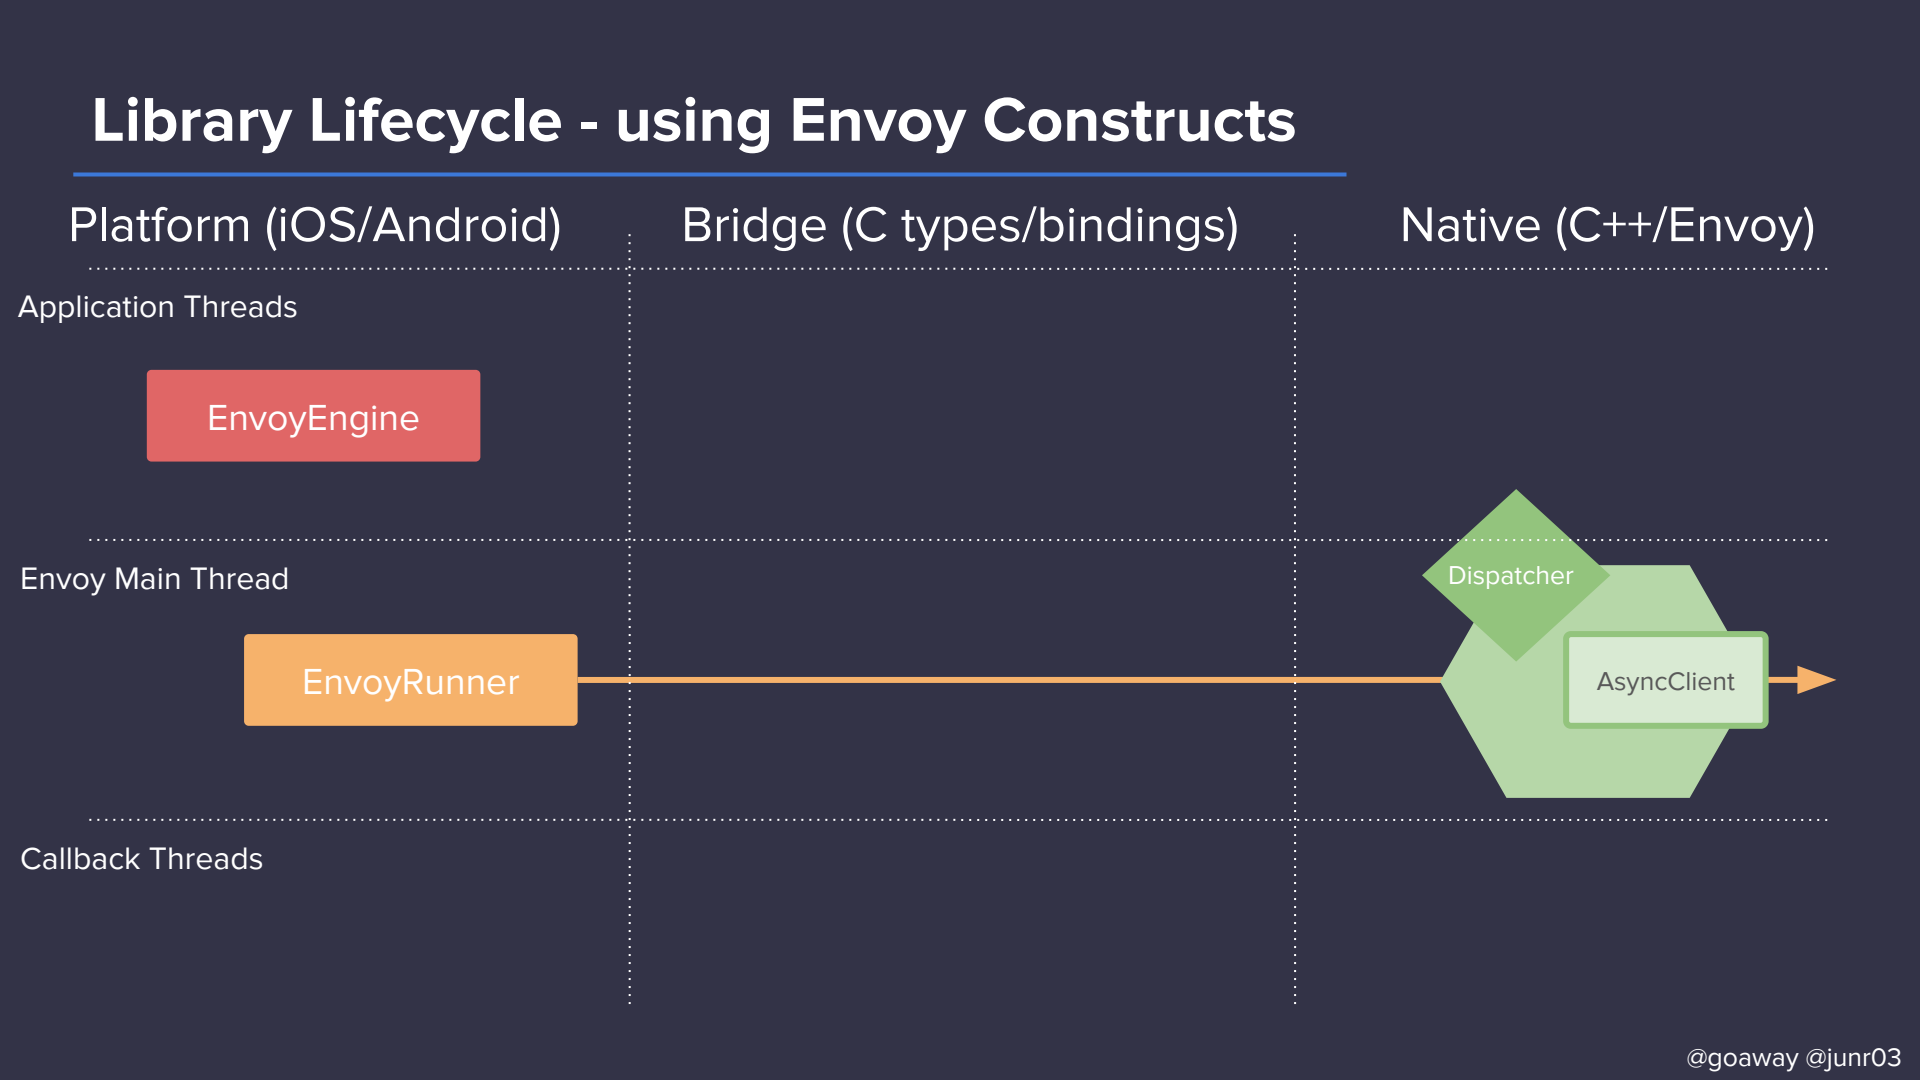 Library Lifecycle - using Envoy Constructs
Platform (iOS/Android)
Bridge (C types/bindings)
Native (C++/Envoy)
Application Threads
EnvoyEngine
Envoy Main Thread
Dispatcher
EnvoyRunner
AsyncClient
Callback Threads
@goaway @junr03